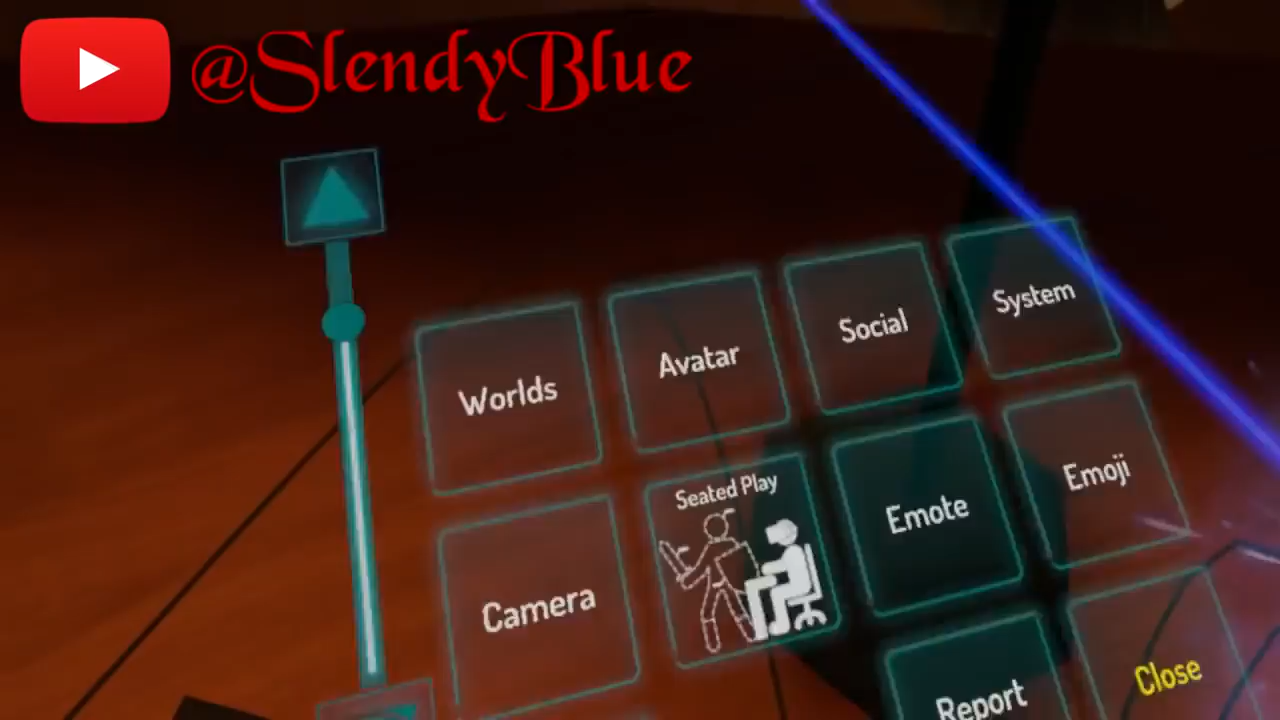 @SlendyBlue
Worlds
Avatar
Social
System
Camera
Seated Play
Emote
Emoji
Report
Close